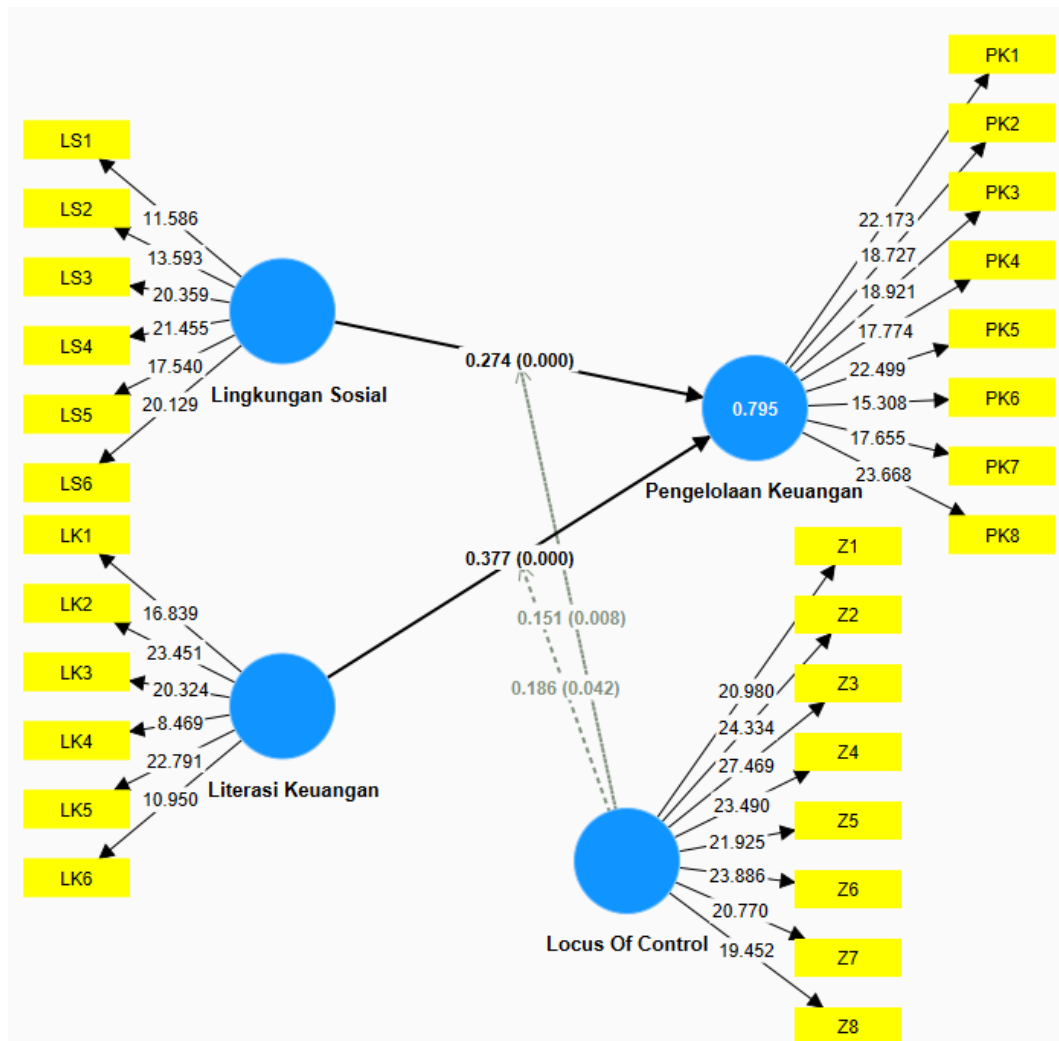 LS1
LS2
LS3
LS4
LS5
LS6
11.586
13.593
20.359
21.455
17.540
20.129
Lingkungan Sosial
LK1
LK2
LK3
LK4
LK5
LK6
16.839
23.451
20.324
8.469
22.791
10.950
Literasi Keuangan
0.274 (0.000)
0.377 (0.000)
0.151 (0.008)
0.186 (0.042)
0.795
Pengelolaan Keuangan
22.173
18.727
18.921
17.774
22.499
15.308
17.655
23.668
PK1
PK2
PK3
PK4
PK5
PK6
PK7
PK8
Locus Of Control
20.980
24.334
27.469
23.490
21.925
23.886
20.770
19.452
Z1
Z2
Z3
Z4
Z5
Z6
Z7
Z8